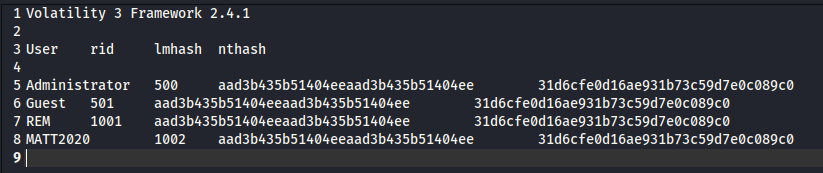 1 Volatility 3 Framework 2.4.1
2
3 User rid lmhash nthash
4
5 Administrator 500 aad3b435b51404eeaad3b435b51404ee 31d6cfe0d16ae931b73c59d7e0c089c0
6 Guest 501 aad3b435b51404eeaad3b435b51404ee 31d6cfe0d16ae931b73c59d7e0c089c0
7 REM 1001 aad3b435b51404eeaad3b435b51404ee 31d6cfe0d16ae931b73c59d7e0c089c0
8 MATT2020 1002 aad3b435b51404eeaad3b435b51404ee 31d6cfe0d16ae931b73c59d7e0c089c0
9